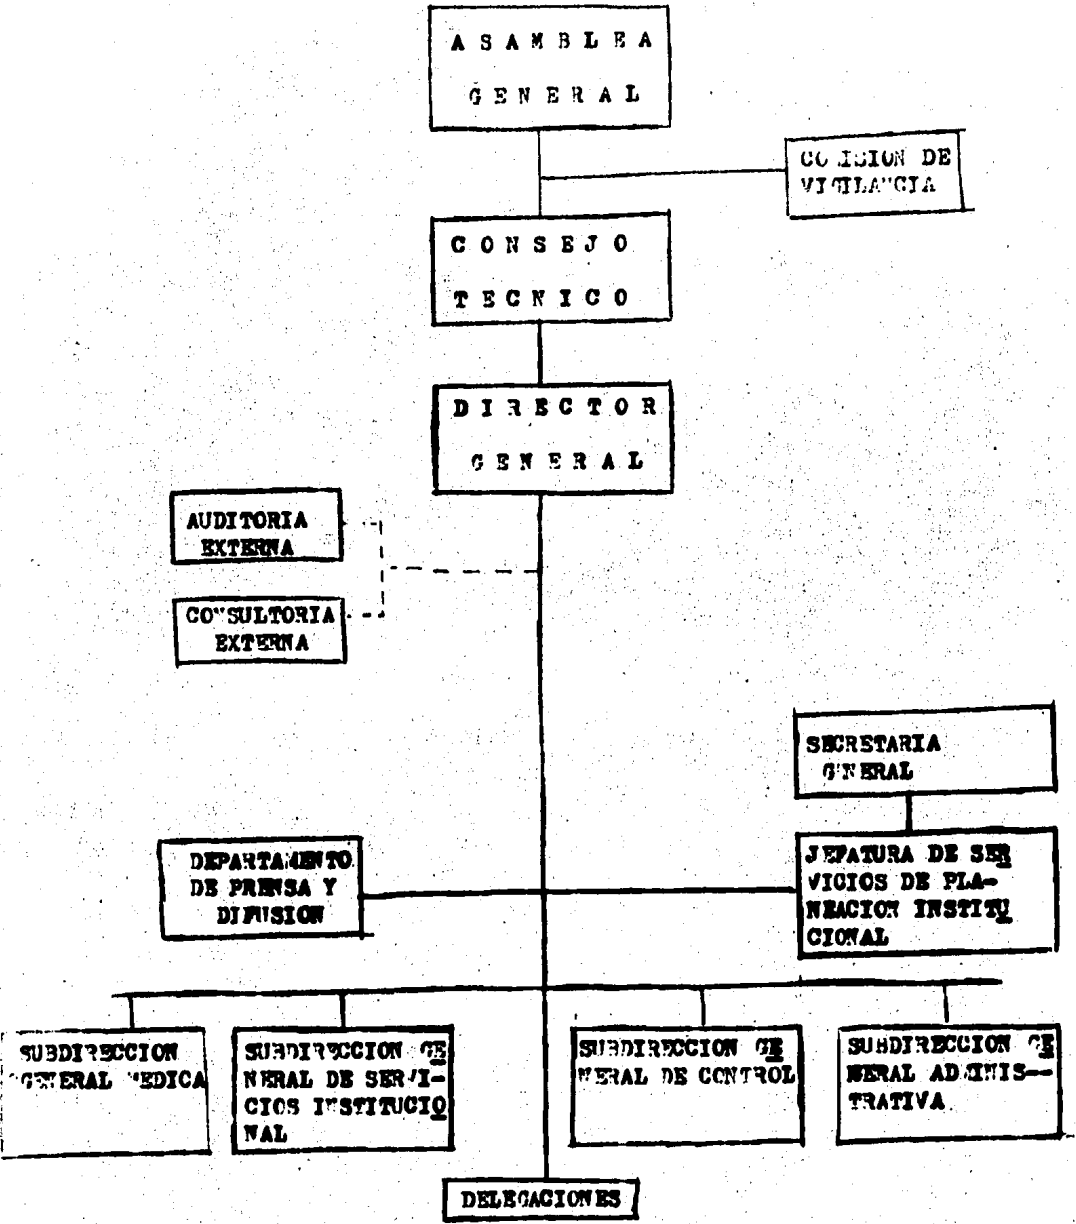 A S A M B L E A
G E N E R A L
COMISION DE
VIGILANCIA
C O N S E J O
T E C N I C O
D I R E C T O R
G E N E R A L
AUDITORIA
EXTERNA
CONSULTORIA
EXTERNA
SECRETARIA
GENERAL
DEPARTAMENTO
DE PRENSA Y
DIFUSION
JEFATURA DE SER
VICIOS DE PLA-
NEACION INSTITU
CIONAL
SUBDIRECCION
GENERAL MEDICA
SUBDIRECCION GE
NERAL DE SERVI-
CIOS INSTITUCIO
NAL
SUBDIRECCION GE
NERAL DE CONTROL
SUBDIRECCION GE
NERAL ADMINIS--
TRATIVA
DELEGACIONES